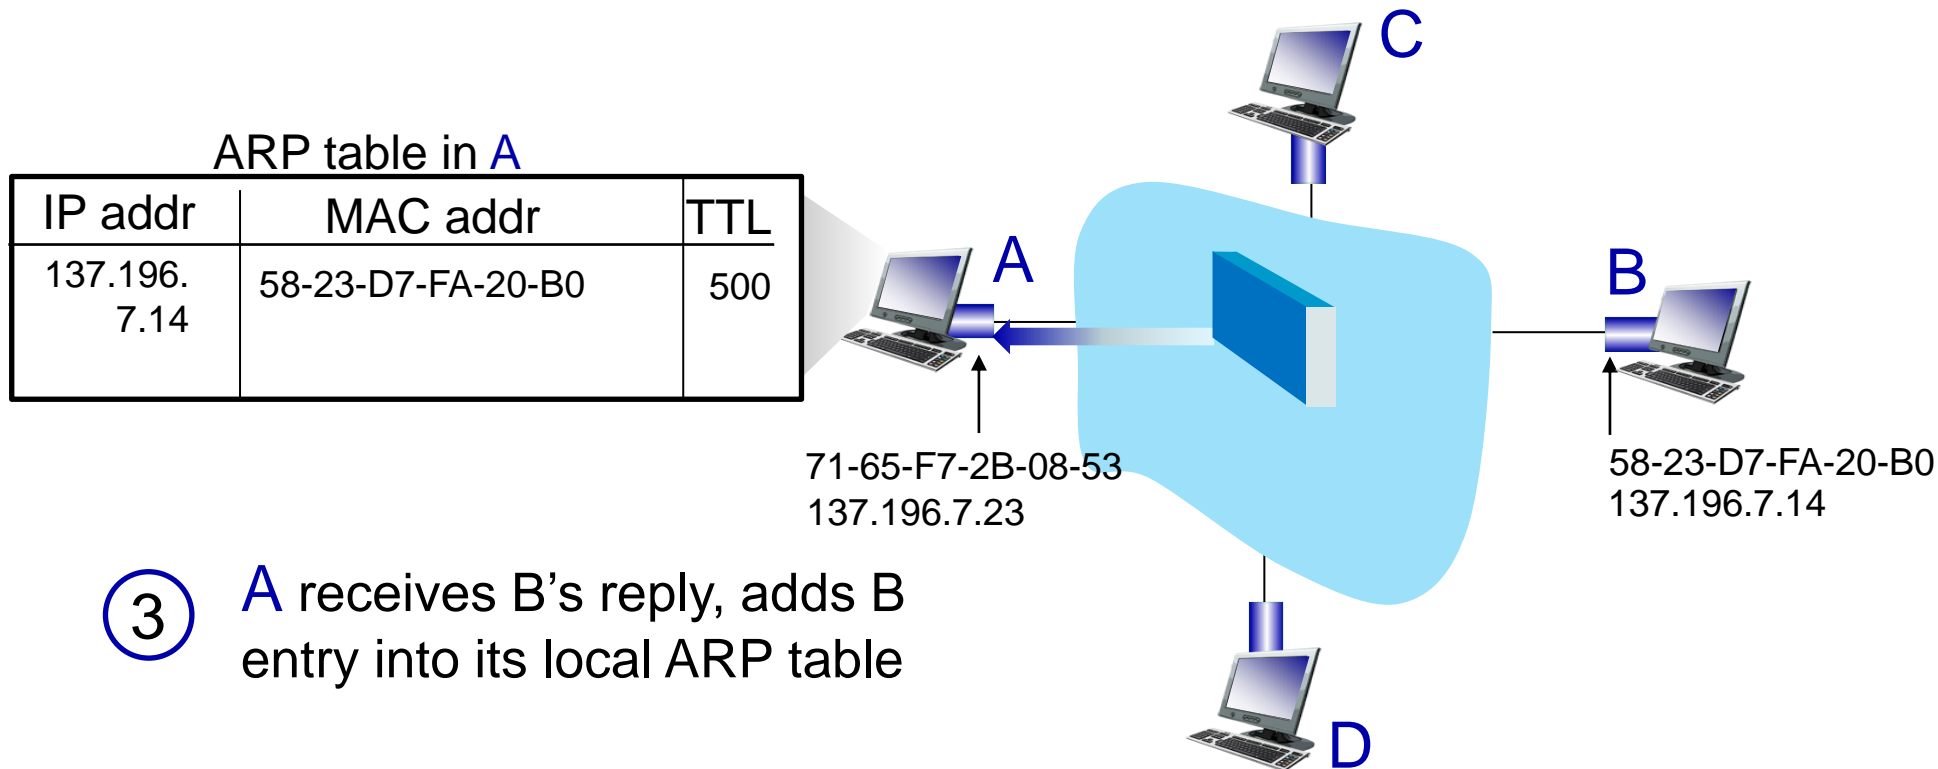 C
ARP table in A
IP addr MAC addr TTL
137.196.
7.14
58-23-D7-FA-20-B0
500
A
B
71-65-F7-2B-08-53
137.196.7.23
58-23-D7-FA-20-B0
137.196.7.14
3
A receives B’s reply, adds B
entry into its local ARP table
D